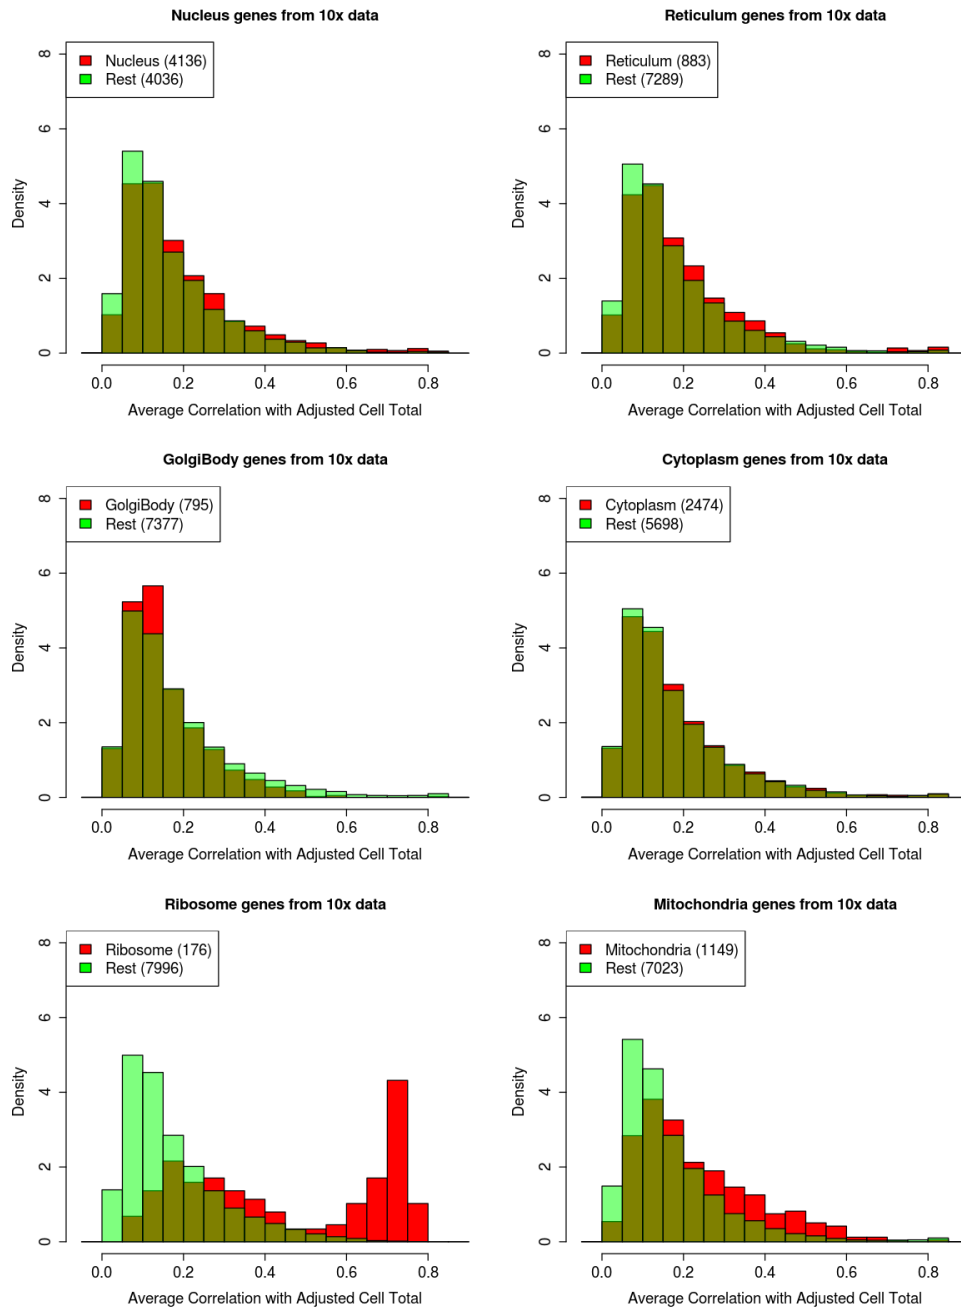 Nucleus genes from 10x data
Nucleus (4136)
Rest (4036)
8
6
4
2
0
Density
0.0 0.2 0.4 0.6 0.8
Average Correlation with Adjusted Cell Total
Reticulum genes from 10x data
Reticulum (883)
Rest (7289)
8
6
4
2
0
Density
0.0 0.2 0.4 0.6 0.8
Average Correlation with Adjusted Cell Total
GolgiBody genes from 10x data
GolgiBody (795)
Rest (7377)
8
6
4
2
0
Density
0.0 0.2 0.4 0.6 0.8
Average Correlation with Adjusted Cell Total
Cytoplasm genes from 10x data
Cytoplasm (2474)
Rest (5698)
8
6
4
2
0
Density
0.0 0.2 0.4 0.6 0.8
Average Correlation with Adjusted Cell Total
Ribosome genes from 10x data
Ribosome (176)
Rest (7996)
8
6
4
2
0
Density
0.0 0.2 0.4 0.6 0.8
Average Correlation with Adjusted Cell Total
Mitochondria genes from 10x data
Mitochondria (1149)
Rest (7023)
8
6
4
2
0
Density
0.0 0.2 0.4 0.6 0.8
Average Correlation with Adjusted Cell Total